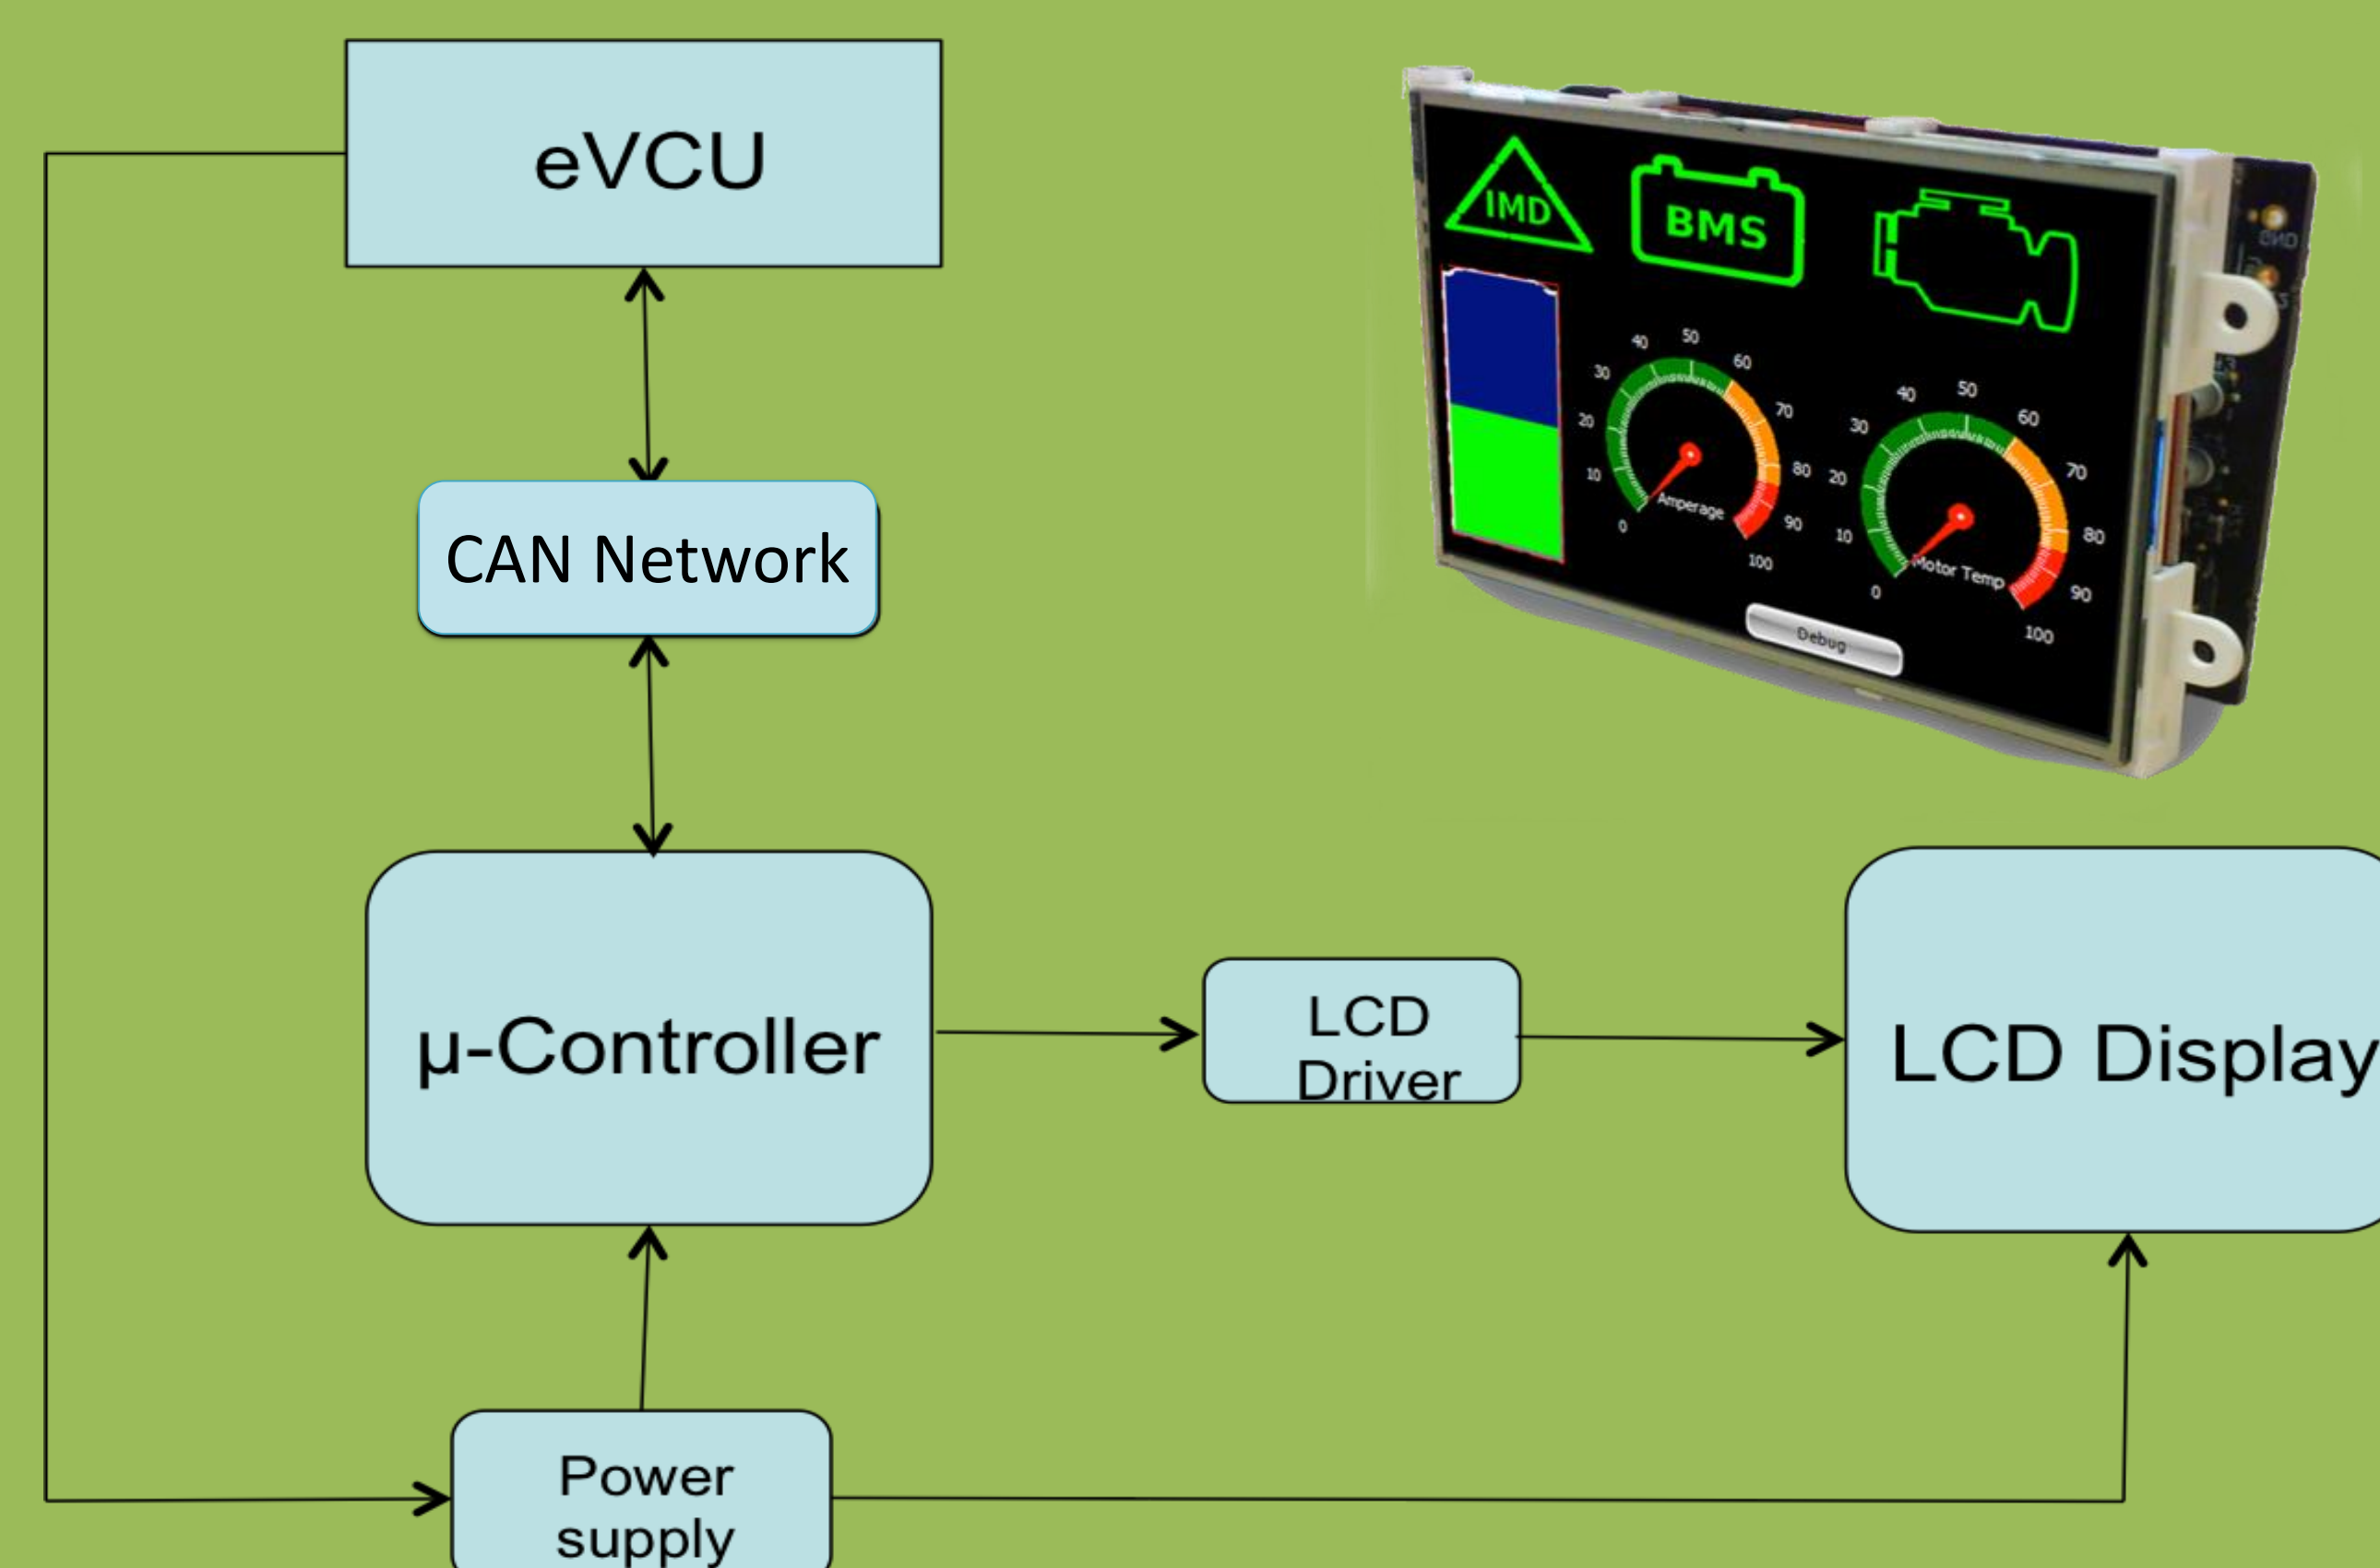 eVCU
IMD
BMS
40 50 60
30 70
20 80
10 90
0 100
Amperage
40 50 60
30 70
20 80
10 90
0 100
Motor Temp
Debug
GND
CAN Network
µ-Controller
LCD
Driver
LCD Display
Power
supply